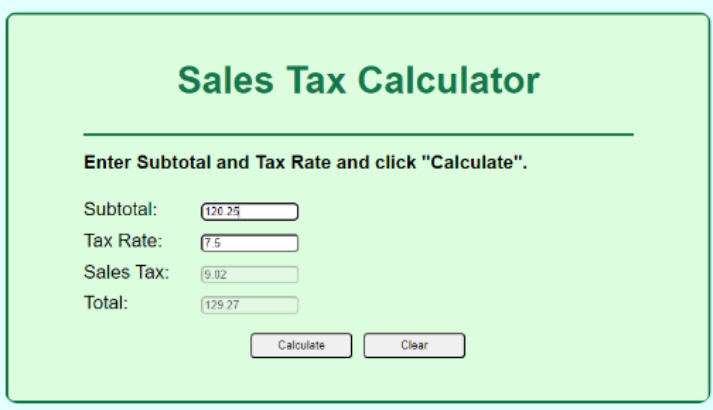 Sales Tax Calculator
Enter Subtotal and Tax Rate and click "Calculate".
Subtotal: 120.25
Tax Rate: 7.5
Sales Tax: 9.02
Total: 129.27
Calculate Clear